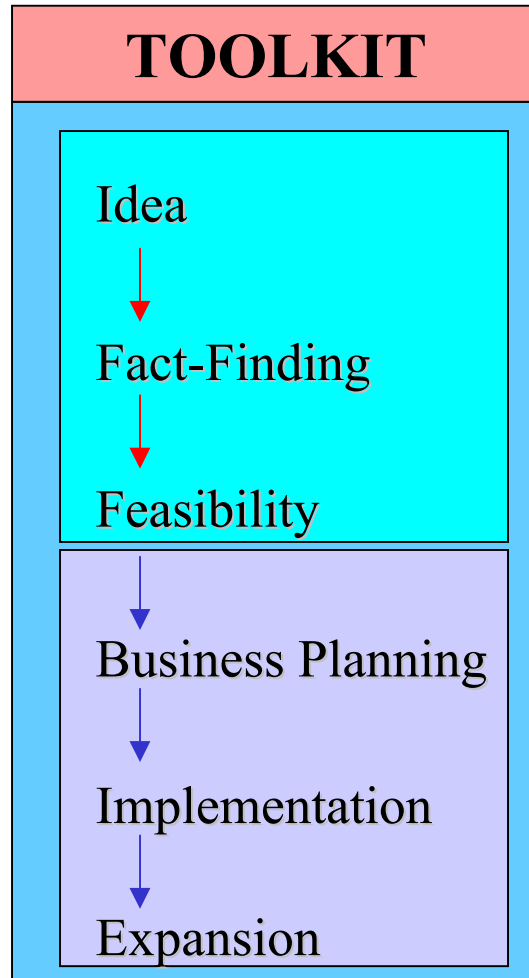 TOOLKIT
Idea
Fact-Finding
Feasibility
Business Planning
Implementation
Expansion